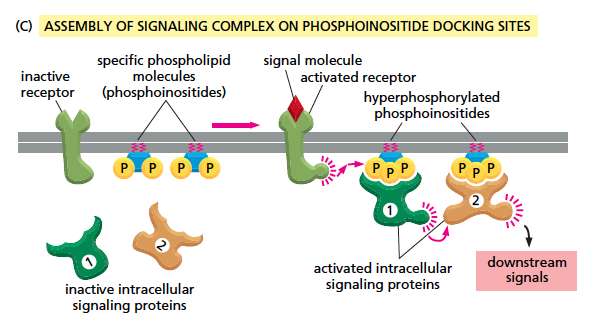 (C) ASSEMBLY OF SIGNALING COMPLEX ON PHOSPHOINOSITIDE DOCKING SITES
inactive
receptor
specific phospholipid
molecules
(phosphoinositides)
signal molecule
activated receptor
hyperphosphorylated
phosphoinositides
P P P P
P P P
P P P
1
2
1
2
inactive intracellular
signaling proteins
activated intracellular
signaling proteins
downstream
signals